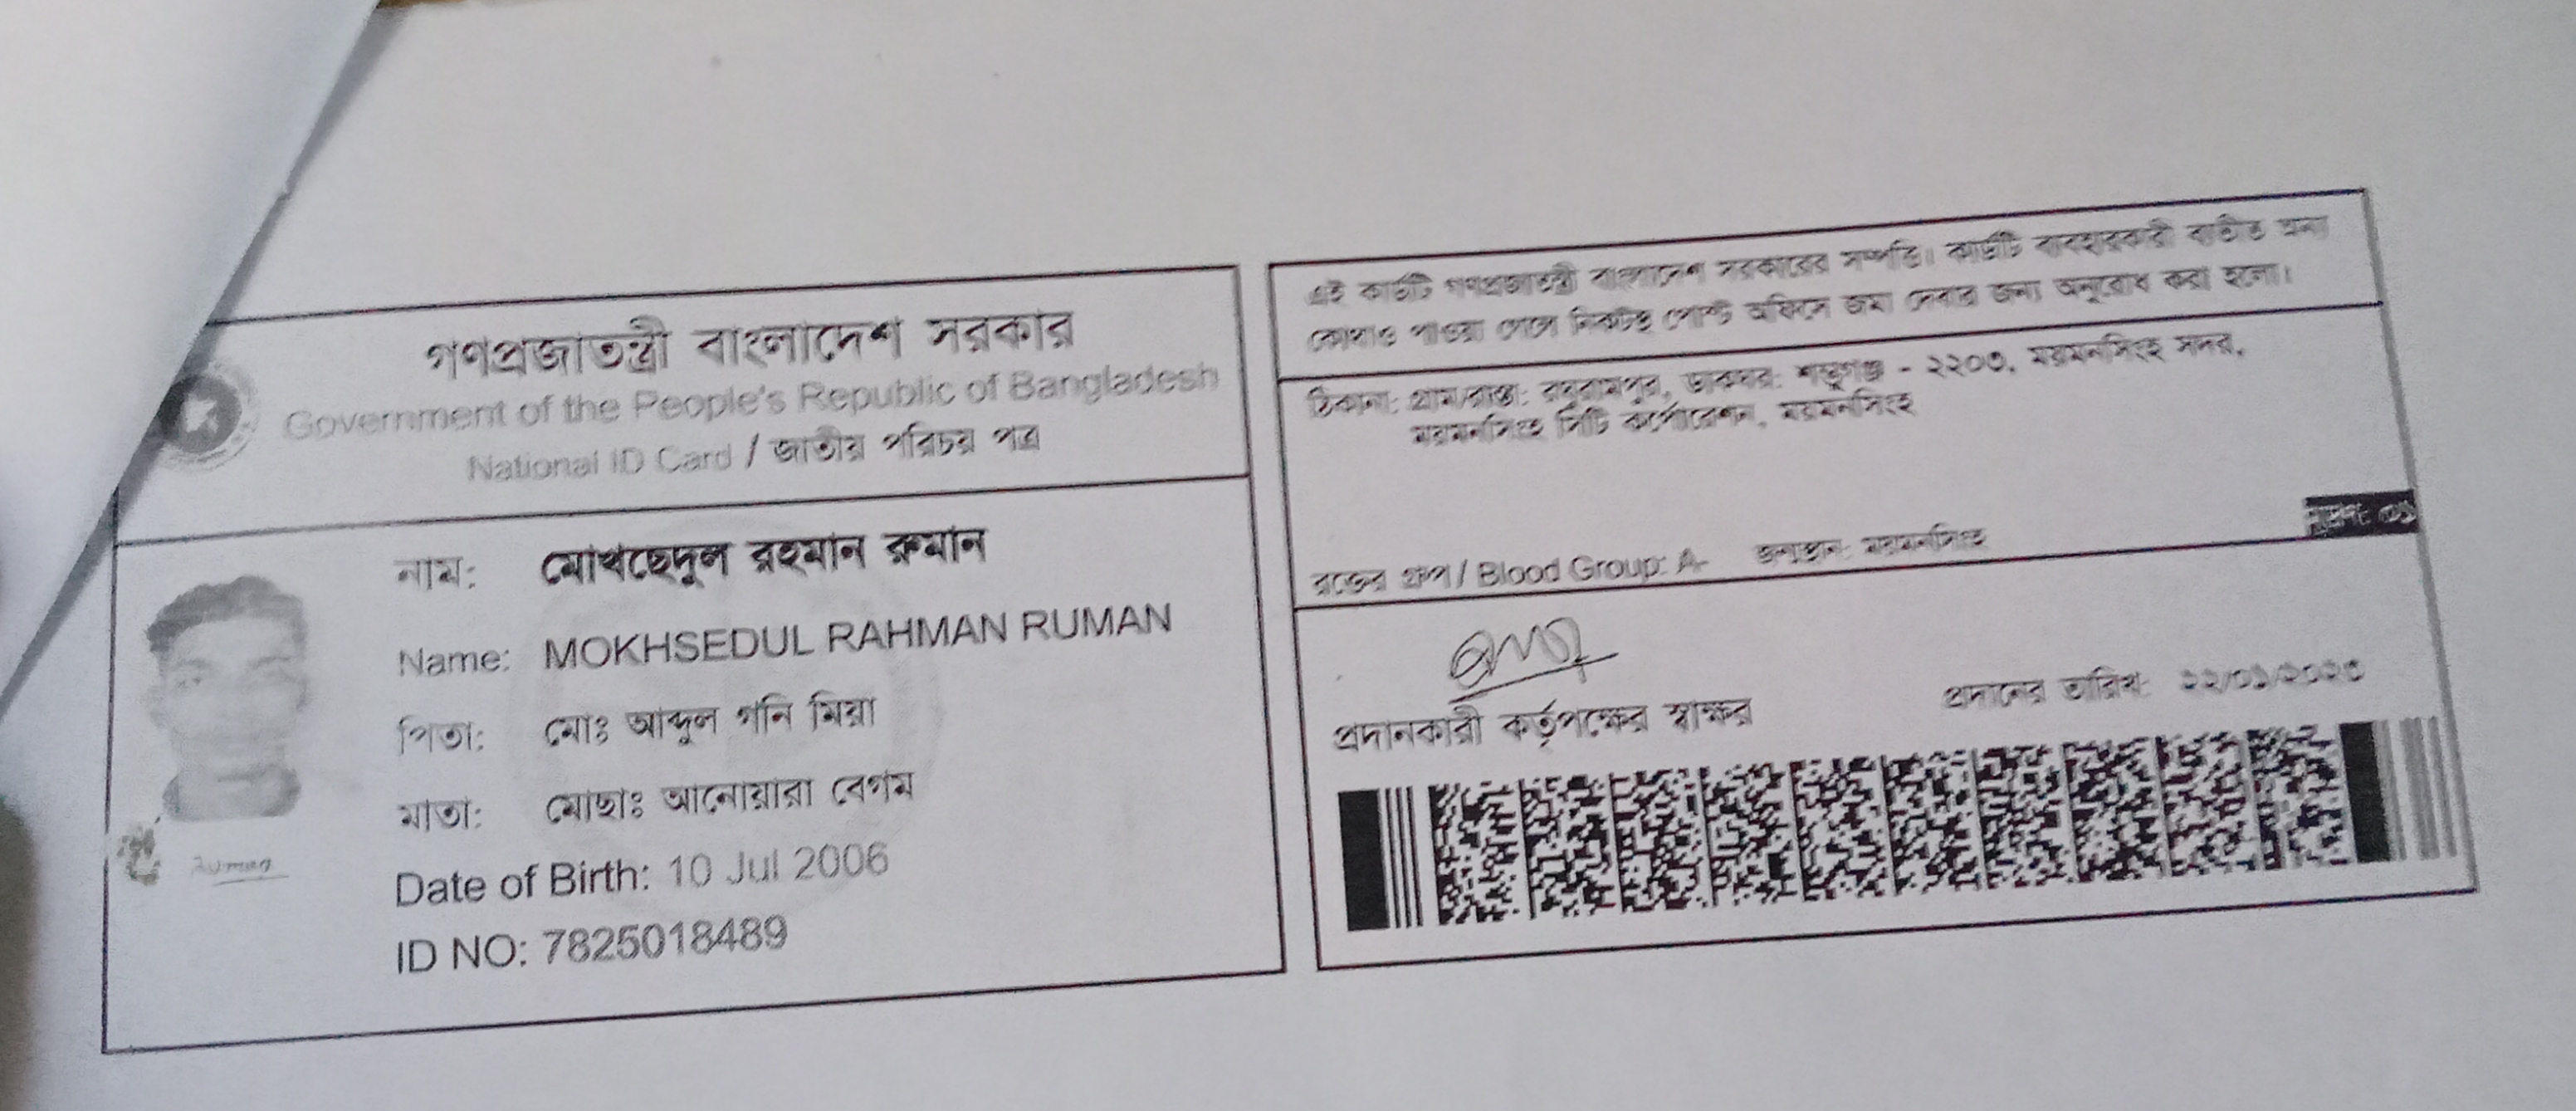 গণপ্রজাতন্ত্রী বাংলাদেশ সরকার
Government of the People's Republic of Bangladesh
National ID Card / জাতীয় পরিচয় পত্র
নাম: মোখছেদুল রহমান রুমান
Name: MOKHSEDUL RAHMAN RUMAN
পিতা: মোঃ আব্দুল গনি মিয়া
মাতা: মোছাঃ আনোয়ারা বেগম
Date of Birth: 10 Jul 2006
ID NO: 7825018489
Ruman
এই কার্ডটি গণপ্রজাতন্ত্রী বাংলাদেশ সরকারের সম্পত্তি। কার্ডটি ব্যবহারকারী ব্যতীত অন্য
কোথাও পাওয়া গেলে নিকটস্থ পোস্ট অফিসে জমা দেবার জন্য অনুরোধ করা হলো।
ঠিকানা: গ্রাম/রাস্তা: রঘুরামপুর, ডাকঘর: শম্ভুগঞ্জ - ২২০৩, ময়মনসিংহ সদর,
ময়মনসিংহ সিটি কর্পোরেশন, ময়মনসিংহ
রক্তের গ্রুপ / Blood Group: A- জন্মস্থান: ময়মনসিংহ
মুদ্রণ: ০১
প্রদানকারী কর্তৃপক্ষের স্বাক্ষর
প্রদানের তারিখ: